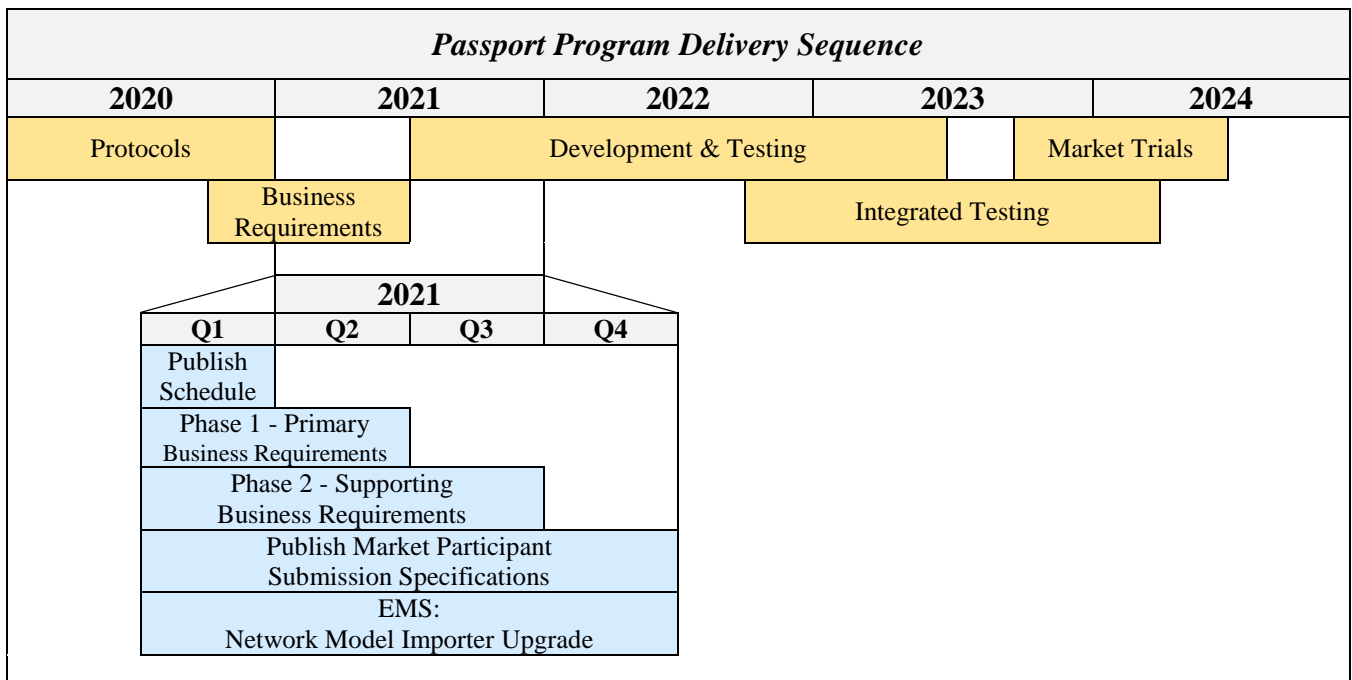 Passport Program Delivery Sequence
2020 2021 2022 2023 2024
Protocols Development & Testing Market Trials
Business
Requirements
Integrated Testing
2021
Q1 Q2 Q3 Q4
Publish
Schedule
Phase 1 - Primary
Business Requirements
Phase 2 - Supporting
Business Requirements
Publish Market Participant
Submission Specifications
EMS:
Network Model Importer Upgrade